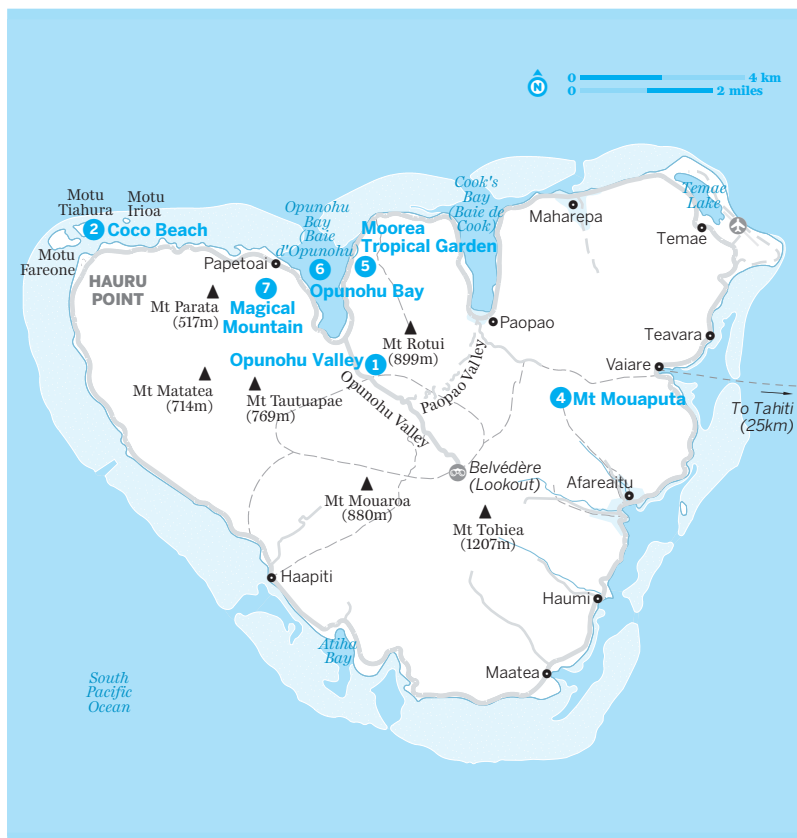 0 4 km
0 2 miles
N
Cook's
Bay
(Baie de
Cook)
Temae
Lake
Motu
Tiahura
Motu
Irioa
Opunohu
Bay
(Baie
d'Opunohu)
Maharepa
2 Coco Beach
Moorea
Tropical Garden
5
Temae
Motu
Fareone
Papetoai
6
Opunohu Bay
HAURU
POINT
7
Magical
Mountain
Mt Parata
(517m)
Paopao
Mt Rotui
(899m)
Teavara
Opunohu Valley 1
Paopao Valley
Vaiare
Mt Matatea
(714m)
Mt Tautuapae
(769m)
Opunohu Valley
4 Mt Mouaputa
To Tahiti
(25km)
Belvédère
(Lookout)
Afareaitu
Mt Mouaroa
(880m)
Mt Tohiea
(1207m)
Haapiti
Haumi
Atiha
Bay
Maatea
South
Pacific
Ocean